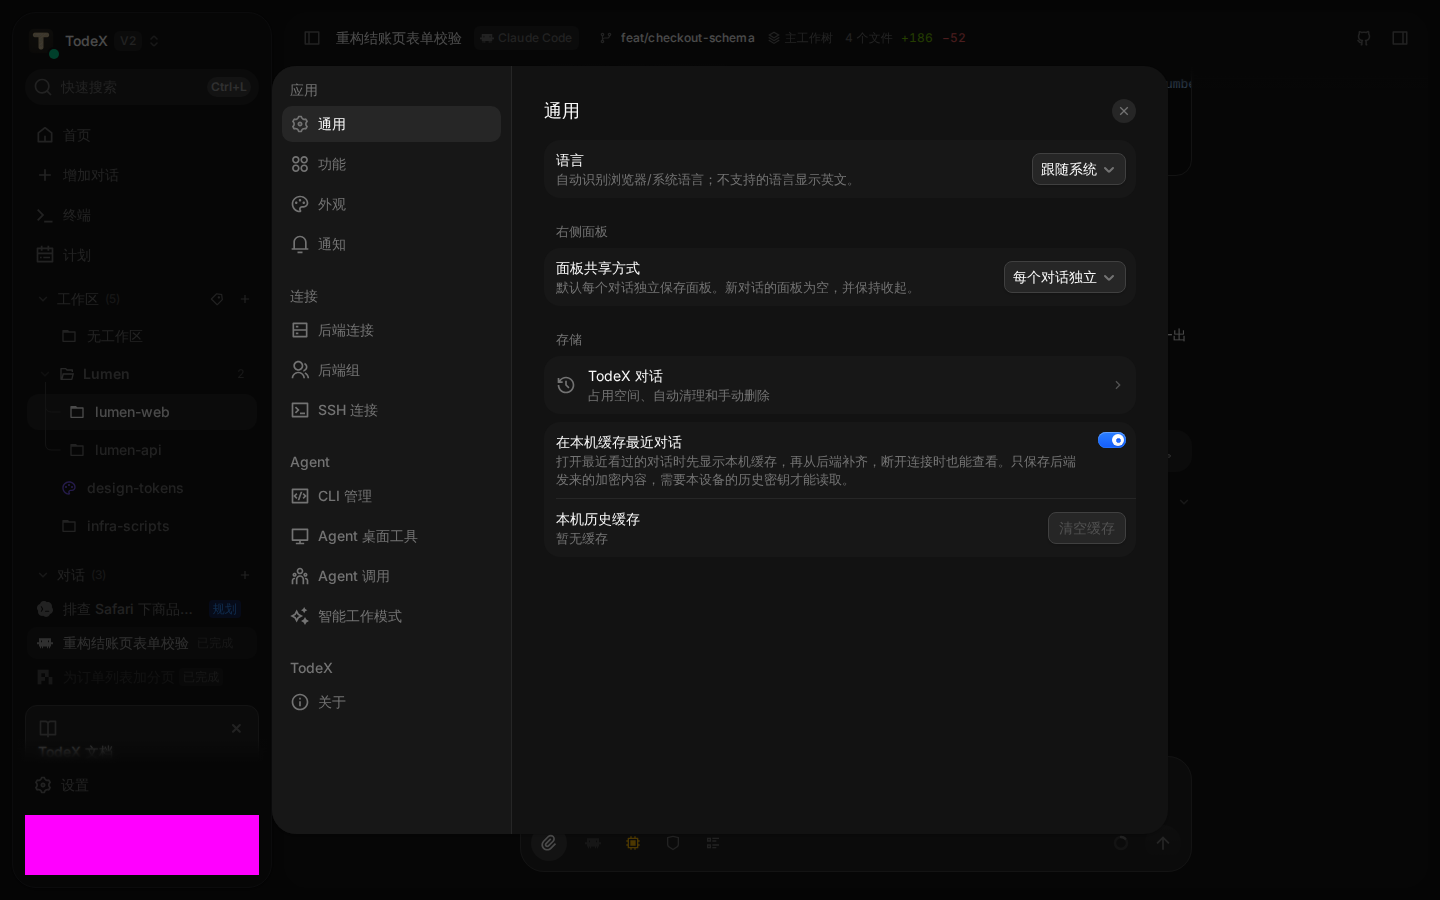 TodeX V2
快速搜索 Ctrl+L
首页
增加对话
终端
计划
工作区 (5)
无工作区
Lumen 2
lumen-web
lumen-api
design-tokens
infra-scripts
对话 (3)
排查 Safari 下商品... 规划
重构结账页表单校验 已完成
为订单列表加分页 已完成
TodeX 文档
设置
重构结账页表单校验 Claude Code feat/checkout-schema 主工作树 4 个文件 +186 −52
应用
通用
功能
外观
通知
连接
后端连接
后端组
SSH 连接
Agent
CLI 管理
Agent 桌面工具
Agent 调用
智能工作模式
TodeX
关于
通用
语言
自动识别浏览器/系统语言；不支持的语言显示英文。
跟随系统
右侧面板
面板共享方式
默认每个对话独立保存面板。新对话的面板为空，并保持收起。
每个对话独立
存储
TodeX 对话
占用空间、自动清理和手动删除
在本机缓存最近对话
打开最近看过的对话时先显示本机缓存，再从后端补齐，断开连接时也能查看。只保存后端
发来的加密内容，需要本设备的历史密钥才能读取。
本机历史缓存
暂无缓存
清空缓存
出